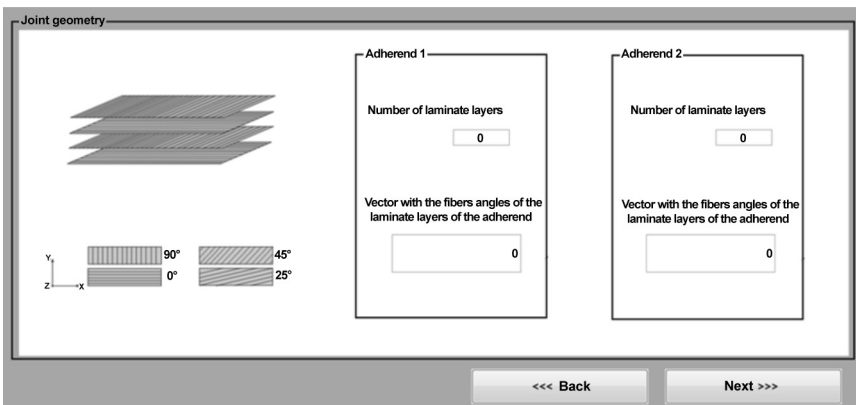 Joint geometry
Adherend 1
Number of laminate layers
0
Vector with the fibers angles of the
laminate layers of the adherend
0
Adherend 2
Number of laminate layers
0
Vector with the fibers angles of the
laminate layers of the adherend
0
Y
Z X
90°
0°
45°
25°
<<< Back
Next >>>